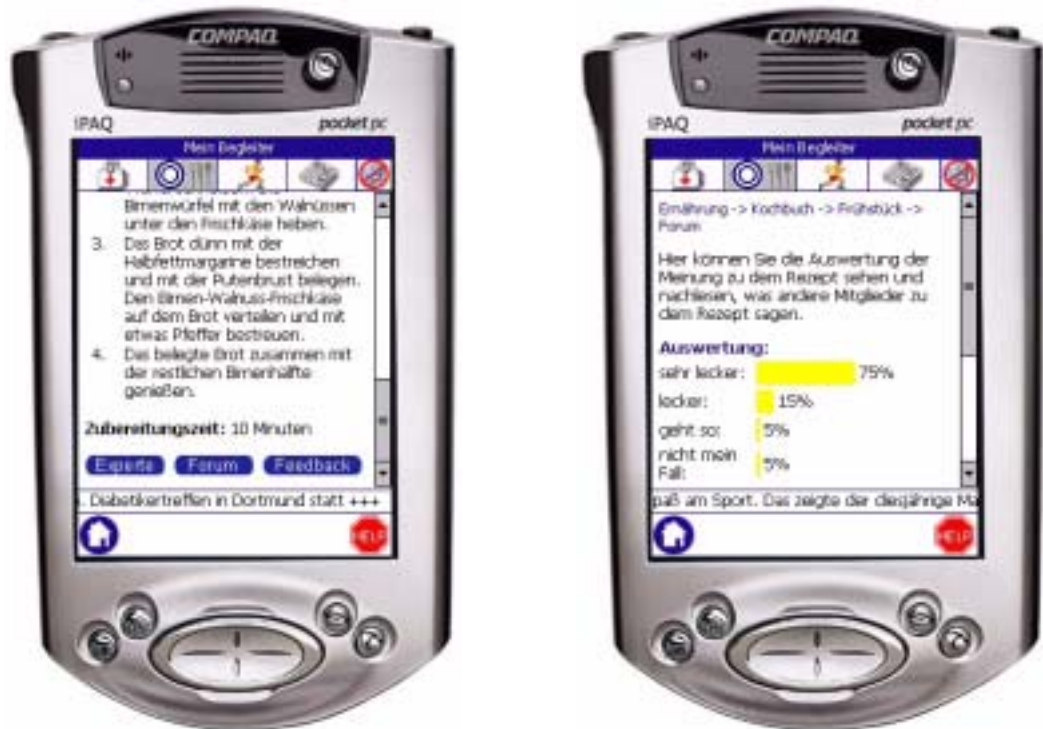 COMPAQ
iPAQ
pocket pc
Mein Begleiter
Birnenwürfel mit den Walnüssen
unter den Frischkäse heben.
3. Das Brot dünn mit der
Halbfettmargarine bestreichen
und mit der Putenbrust belegen.
Den Birnen-Walnuss-Frischkäse
auf dem Brot verteilen und mit
etwas Pfeffer bestreuen.
4. Das belegte Brot zusammen mit
der restlichen Birnenhälfte
genießen.
Zubereitungszeit: 10 Minuten
Experte Forum Feedback
. Diabetikertreffen in Dortmund statt +++
HELP
COMPAQ
iPAQ
pocket pc
Mein Begleiter
Ernährung -> Kochbuch -> Frühstück ->
Forum
Hier können Sie die Auswertung der
Meinung zu dem Rezept sehen und
nachlesen, was andere Mitglieder zu
dem Rezept sagen.
Auswertung:
sehr lecker: 75%
lecker: 15%
geht so: 5%
nicht mein
Fall: 5%
paß am Sport. Das zeigte der diesjährige Ma
HELP